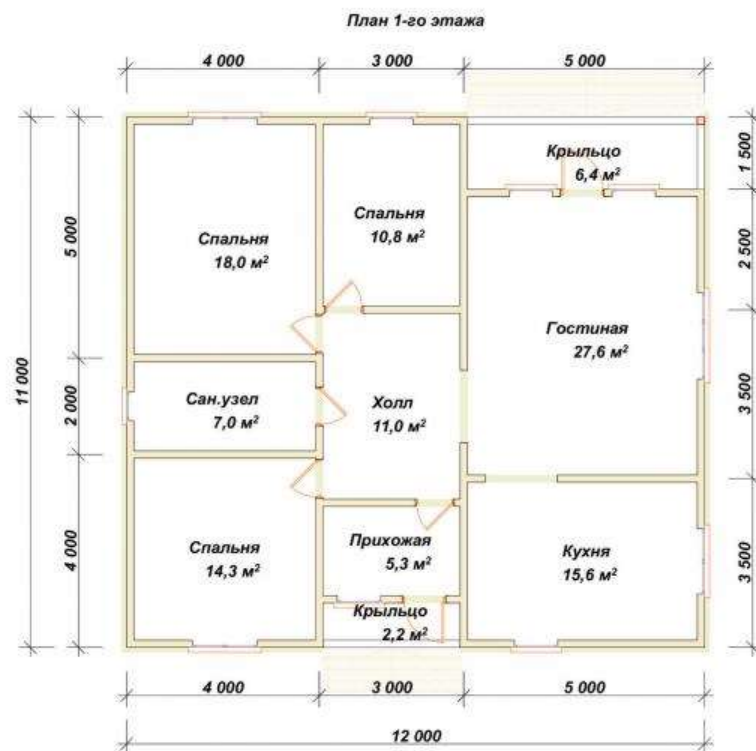 План 1-го этажа
4 000
3 000
5 000
Крыльцо
6,4 м²
1 500
Спальня
10,8 м²
Спальня
18,0 м²
5 000
2 500
Гостиная
27,6 м²
11 000
Сан.узел
7,0 м²
2 000
Холл
11,0 м²
3 500
Спальня
14,3 м²
4 000
Прихожая
5,3 м²
Кухня
15,6 м²
3 500
Крыльцо
2,2 м²
4 000
3 000
5 000
12 000